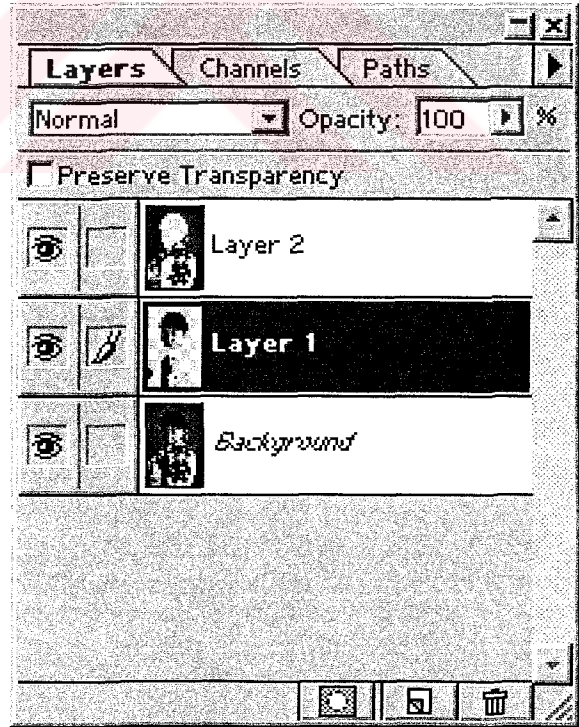 Layers Channels Paths
Normal Opacity: 100 %
Preserve Transparency
Layer 2
Layer 1
Background